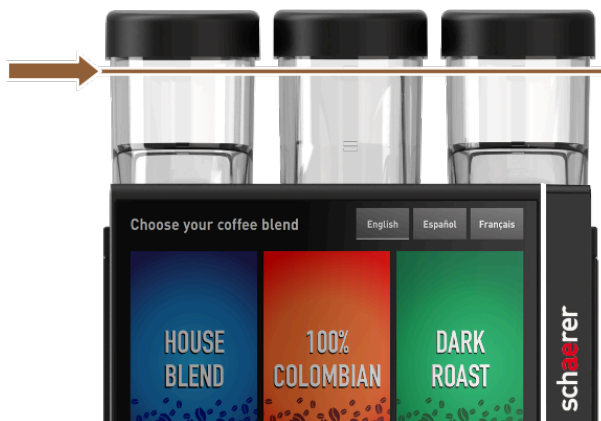 Choose your coffee blend
English Español Français
HOUSE
BLEND
100%
COLOMBIAN
DARK
ROAST
schaerer